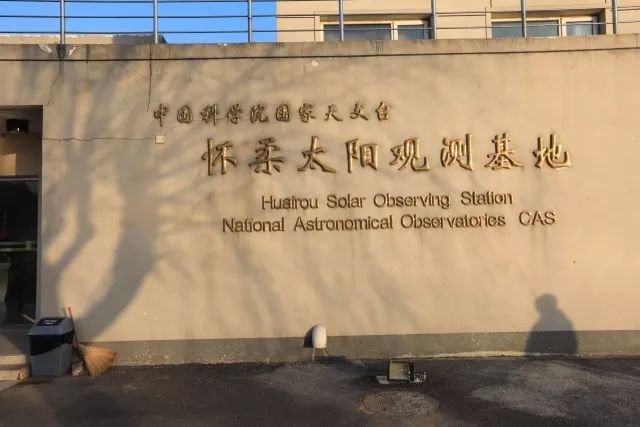 中国科学院国家天文台
怀柔太阳观测基地
Huairou Solar Observing Station
National Astronomical Observatories CAS